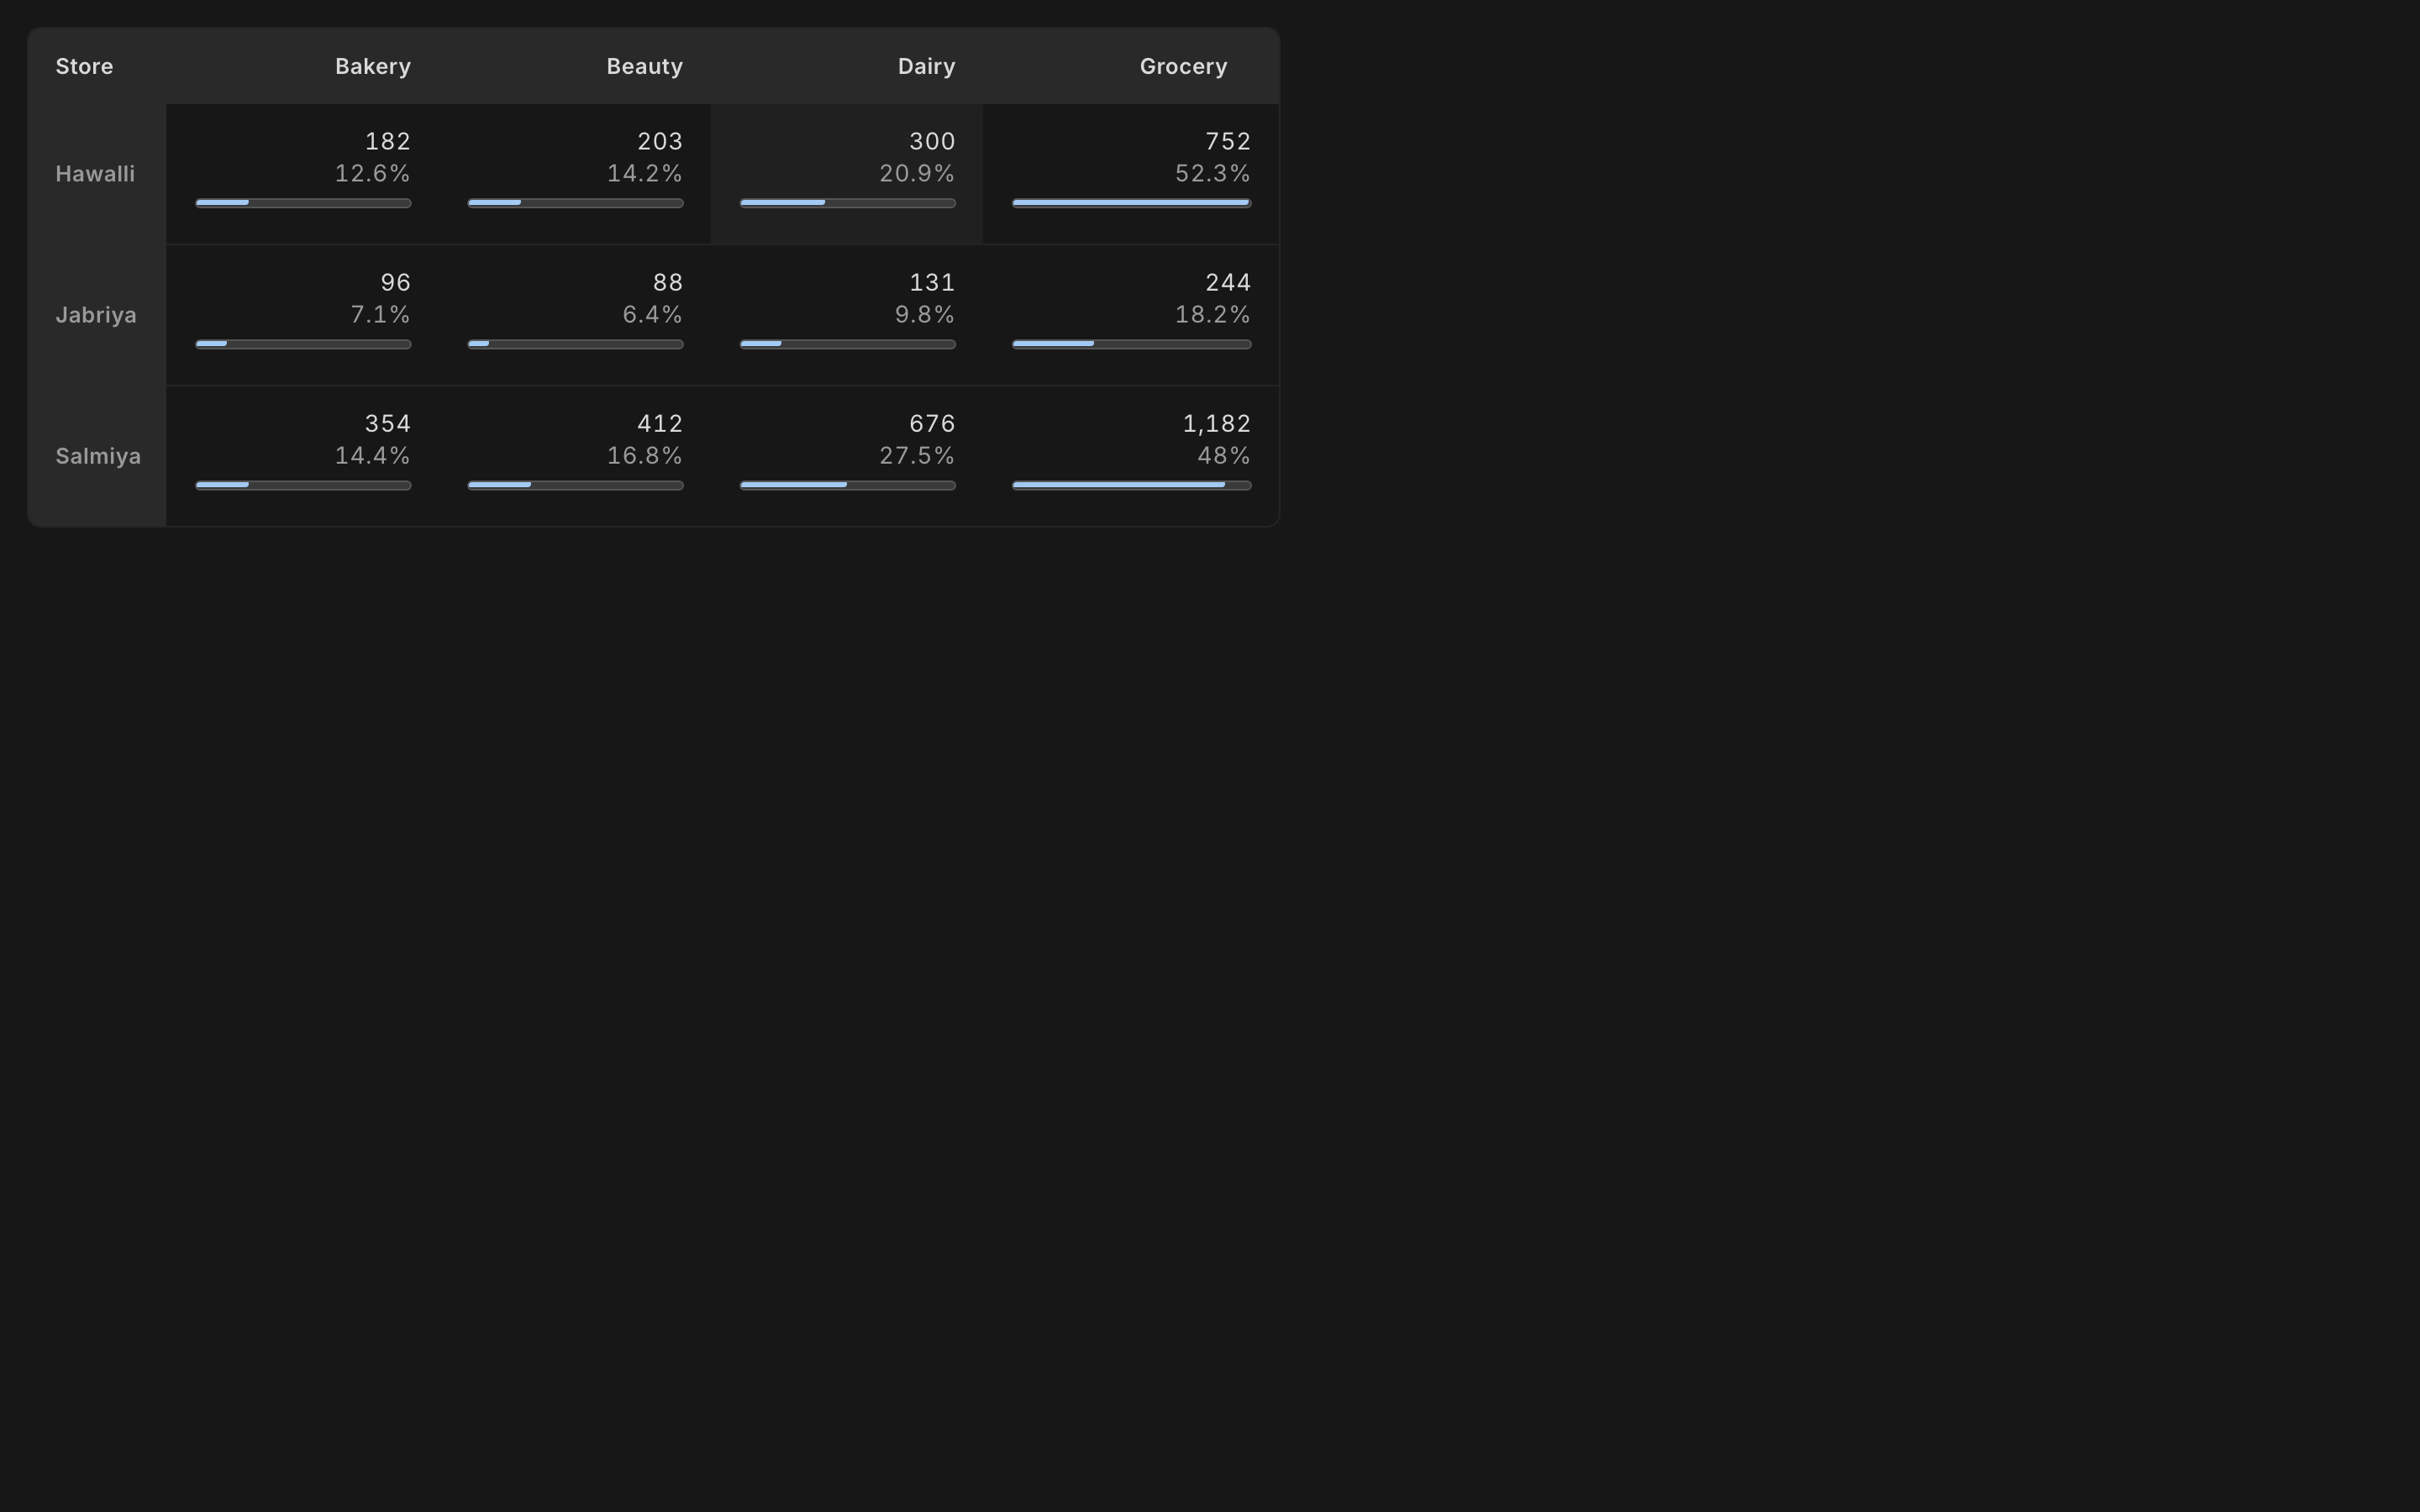 Store Bakery Beauty Dairy Grocery
Hawalli 182 203 300 752
12.6% 14.2% 20.9% 52.3%
Jabriya 96 88 131 244
7.1% 6.4% 9.8% 18.2%
Salmiya 354 412 676 1,182
14.4% 16.8% 27.5% 48%